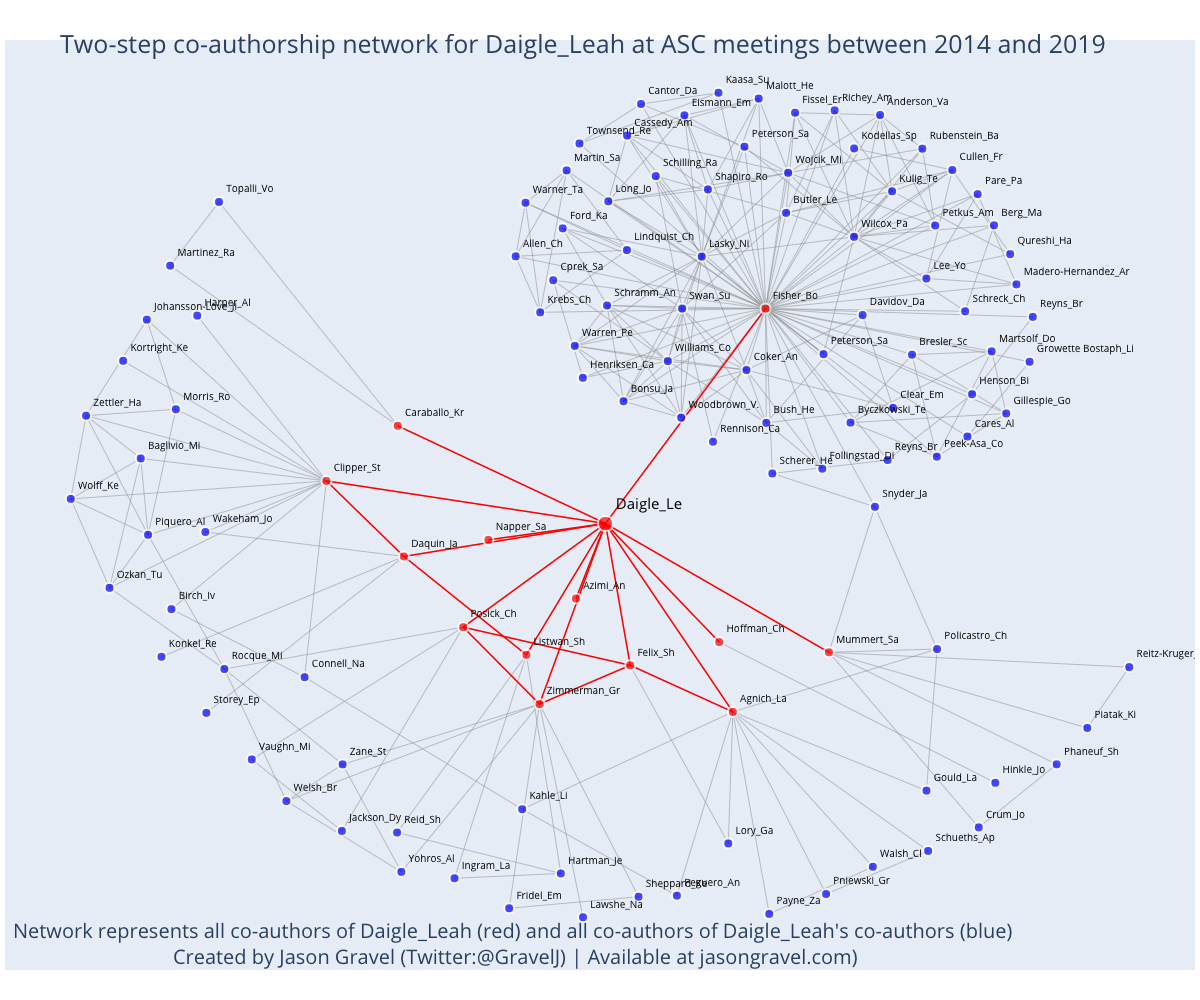 Two-step co-authorship network for Daigle_Leah at ASC meetings between 2014 and 2019
Kaasa_Su
Malott_He
Cantor_Da
Eismann_Em
Fissel_Er
Richey_Am
Anderson_Va
Cassedy_Am
Townsend_Re
Peterson_Sa
Kodellas_Sp
Rubenstein_Ba
Martin_Sa
Schilling_Ra
Wojcik_Mi
Cullen_Fr
Shapiro_Ro
Kulig_Te
Pare_Pa
Topalli_Vo
Warner_Ta
Long_Jo
Butler_Le
Ford_Ka
Wilcox_Pa
Petkus_Am
Berg_Ma
Martinez_Ra
Allen_Ch
Lindquist_Ch
Lasky_Ni
Qureshi_Ha
Cprek_Sa
Lee_Yo
Madero-Hernandez_Ar
Johansson-Love_Ji
Harper_Al
Krebs_Ch
Schramm_An
Swan_Su
Fisher_Bo
Davidov_Da
Schreck_Ch
Reyns_Br
Kortright_Ke
Warren_Pe
Williams_Co
Coker_An
Peterson_Sa
Bresler_Sc
Martsolf_Do
Growette Bostaph_Li
Henriksen_Ca
Zettler_Ha
Morris_Ro
Bonsu_Ja
Henson_Bi
Clear_Em
Caraballo_Kr
Woodbrown_V.
Bush_He
Byczkowski_Te
Gillespie_Go
Rennison_Ca
Cares_Al
Baglivio_Mi
Clipper_St
Scherer_He
Follingstad_Di
Reyns_Br
Peek-Asa_Co
Wolff_Ke
Piquero_Al
Wakeham_Jo
Daigle_Le
Snyder_Ja
Napper_Sa
Daquin_Ja
Ozkan_Tu
Azimi_An
Birch_Iv
Posick_Ch
Konkel_Re
Listwan_Sh
Hoffman_Ch
Mummert_Sa
Policastro_Ch
Rocque_Mi
Connell_Na
Felix_Sh
Reitz-Kruger_
Storey_Ep
Zimmerman_Gr
Agnich_La
Piatak_Ki
Vaughn_Mi
Zane_St
Phaneuf_Sh
Welsh_Br
Kahle_Li
Gould_La
Hinkle_Jo
Jackson_Dy
Reid_Sh
Crum_Jo
Lory_Ga
Schueths_Ap
Yohros_Al
Ingram_La
Hartman_Je
Walsh_Cl
Fridel_Em
Lawshe_Na
Peguero_An
Payne_Za
Pniewski_Gr
Network represents all co-authors of Daigle_Leah (red) and all co-authors of Daigle_Leah's co-authors (blue)
Created by Jason Gravel (Twitter:@GravelJ) | Available at jasongravel.com)